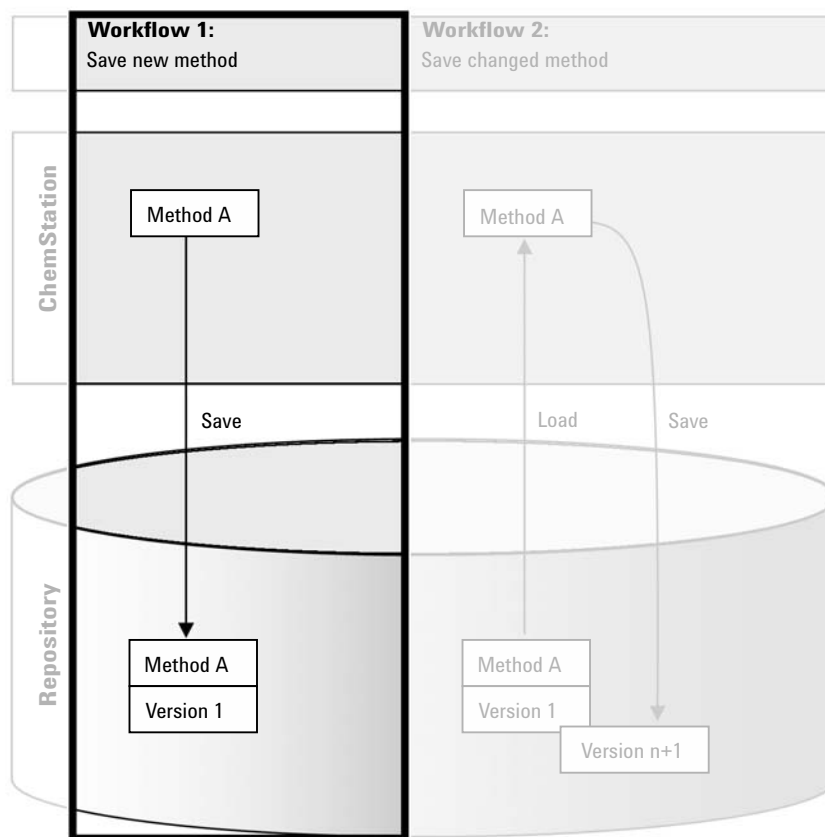 Workflow 1:
Save new method
Workflow 2:
Save changed method
ChemStation
Method A
Method A
Save
Load
Save
Repository
Method A
Version 1
Method A
Version 1
Version n+1